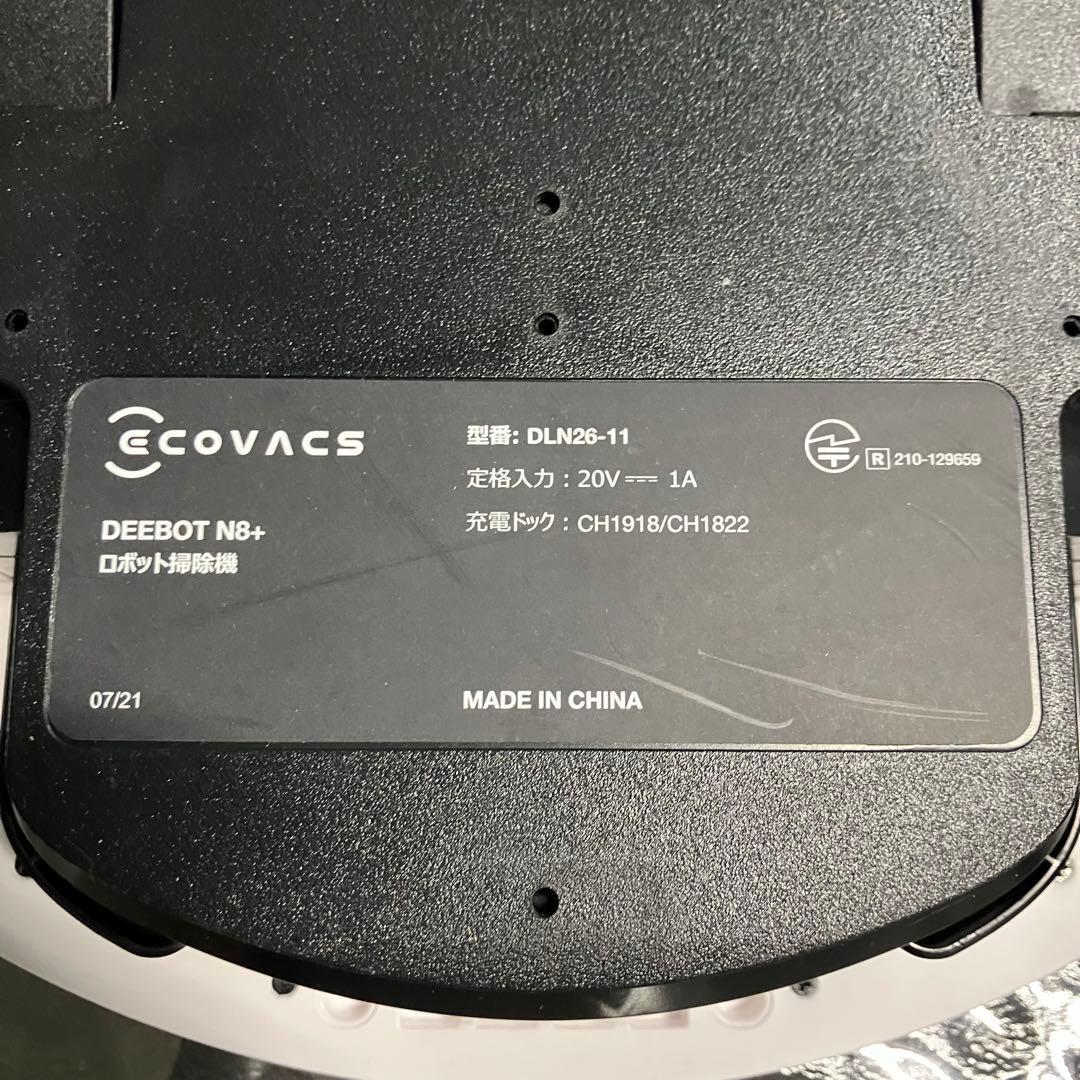 ECOVACS
DEEBOT N8+
ロボット掃除機
型番: DLN26-11
定格入力：20V⎓ 1A
充電ドック：CH1918/CH1822
R 210-129659
07/21
MADE IN CHINA